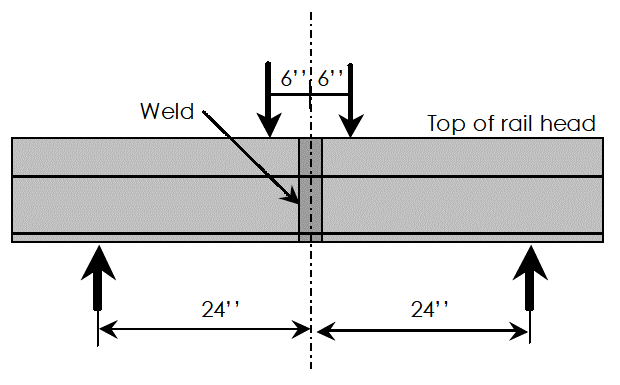 6’’ 6’’
Weld
Top of rail head
24’’ 24’’